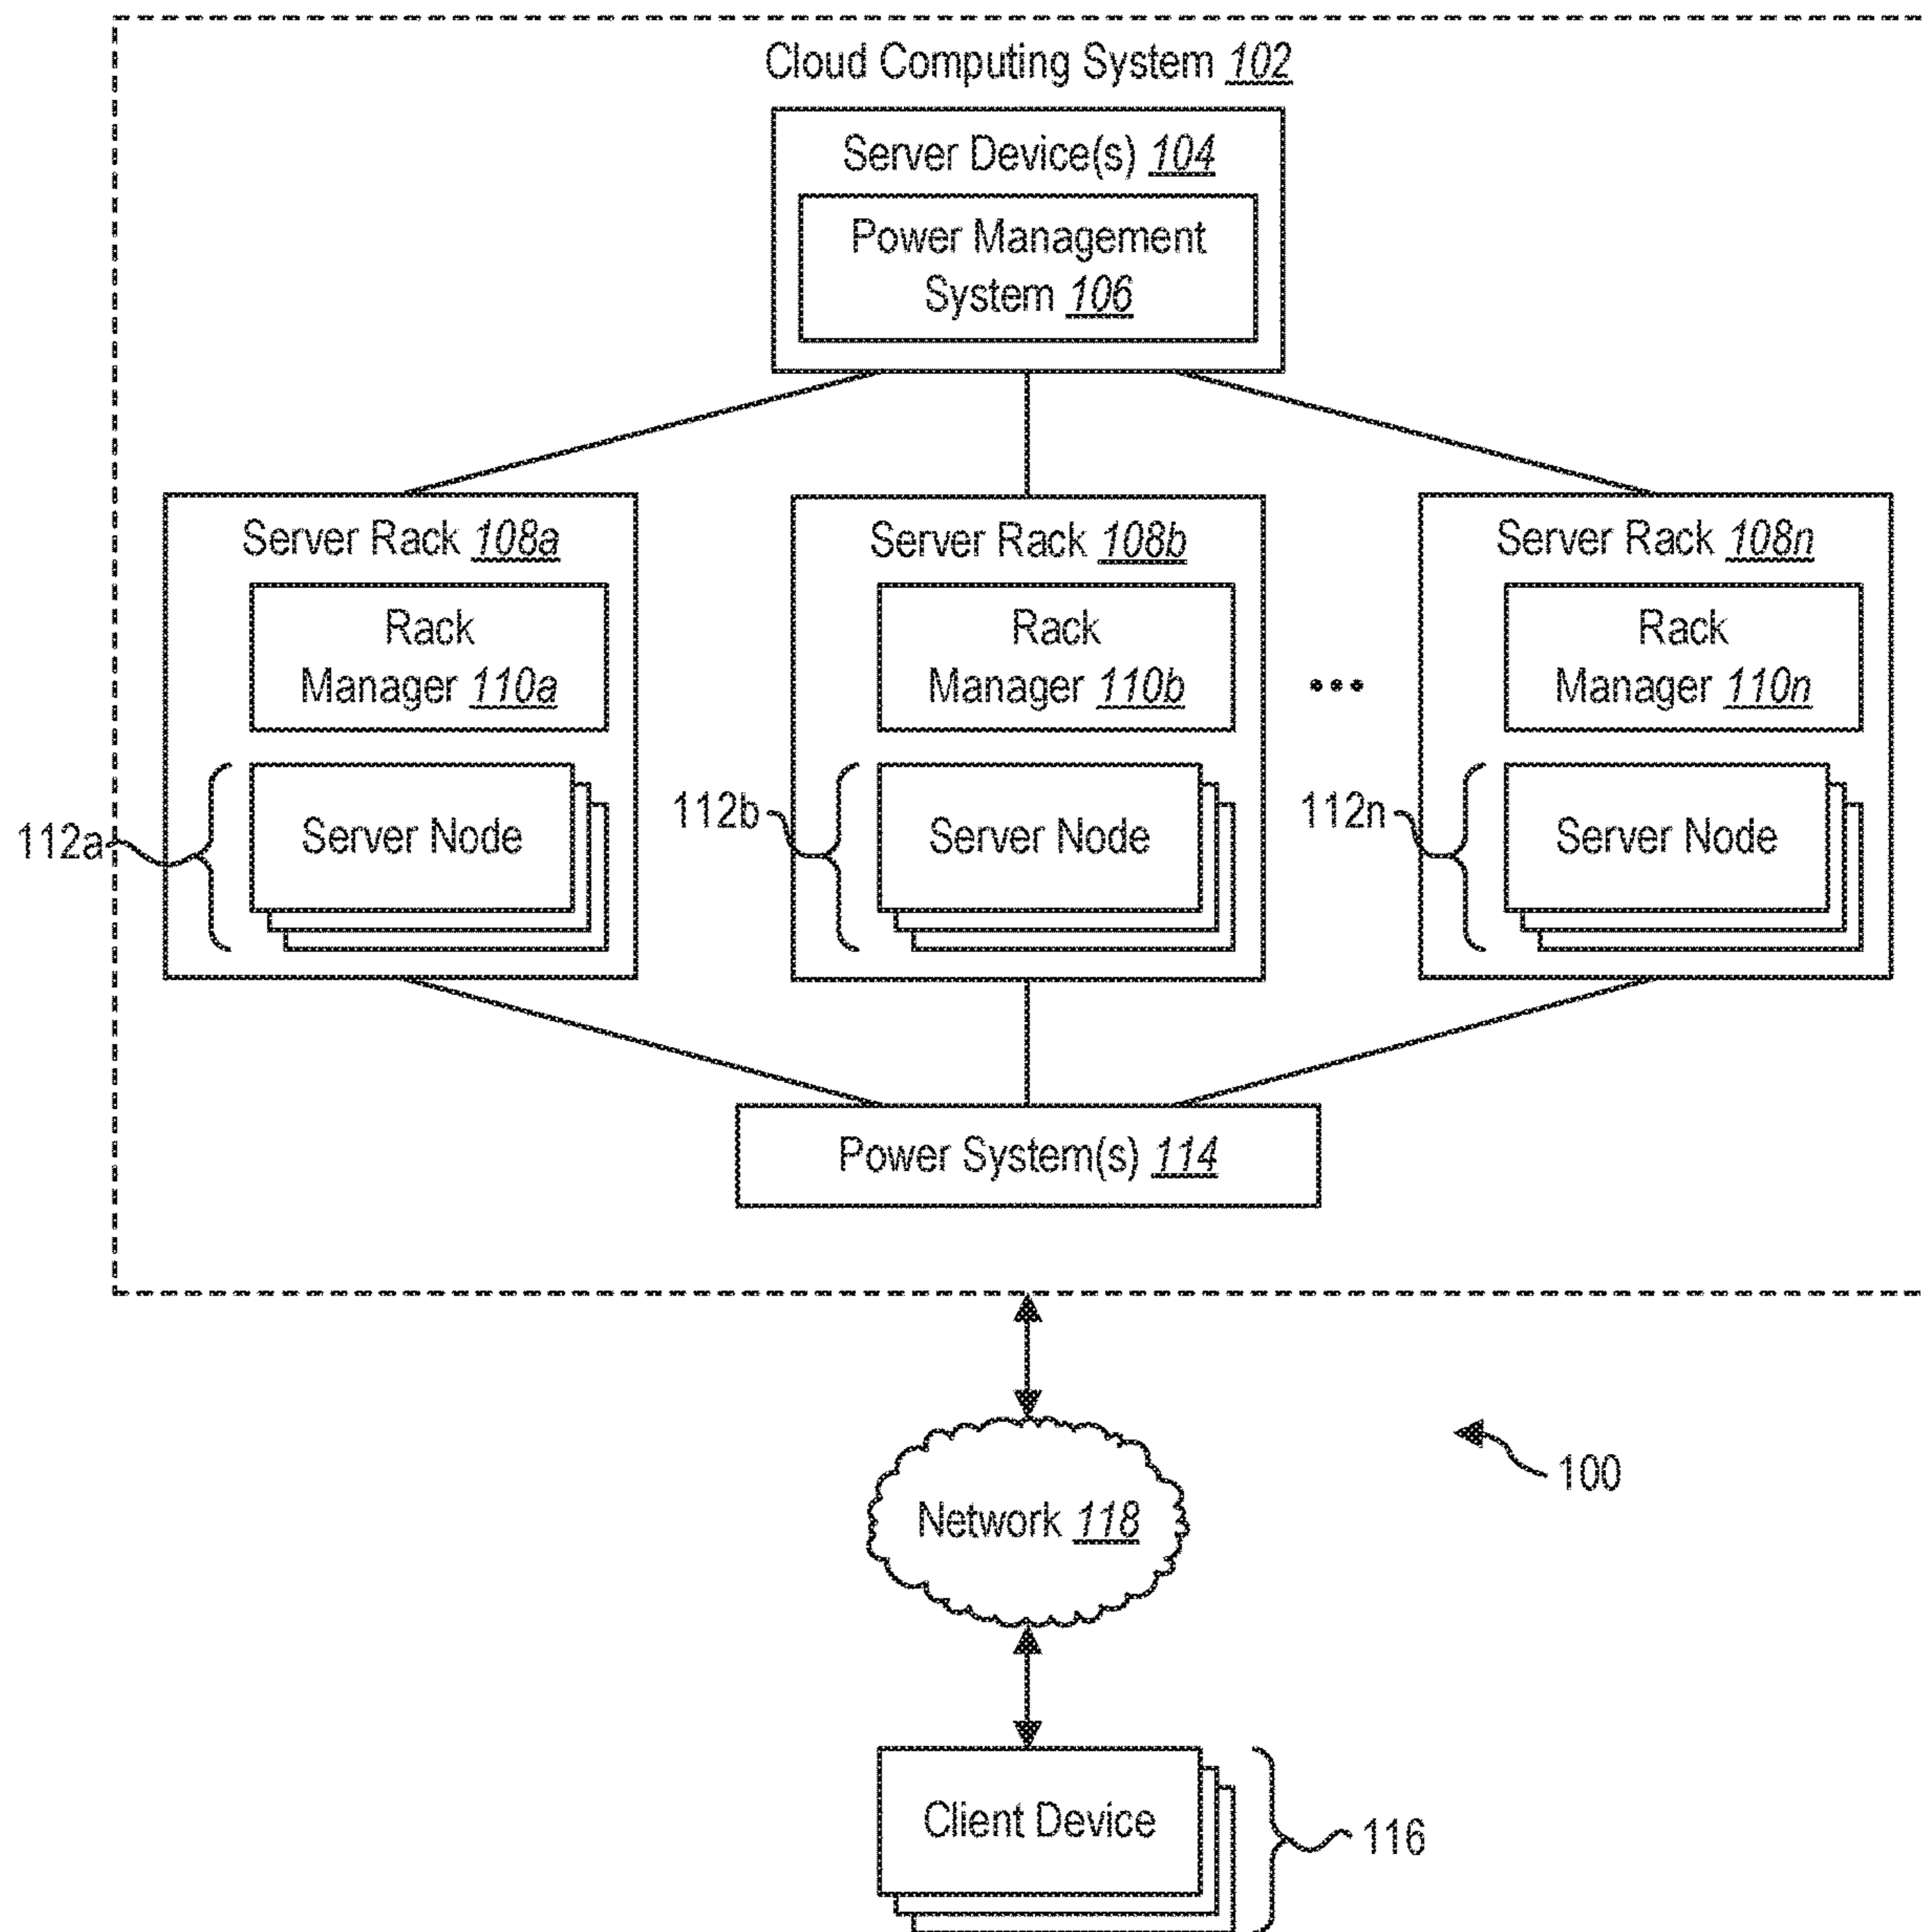 Cloud Computing System 102
Server Device(s) 104
Power Management
System 106
Server Rack 108a
Rack
Manager 110a
112a
Server Node
Server Rack 108b
Rack
Manager 110b
112b
Server Node
...
Server Rack 108n
Rack
Manager 110n
112n
Server Node
Power System(s) 114
100
Network 118
Client Device
116